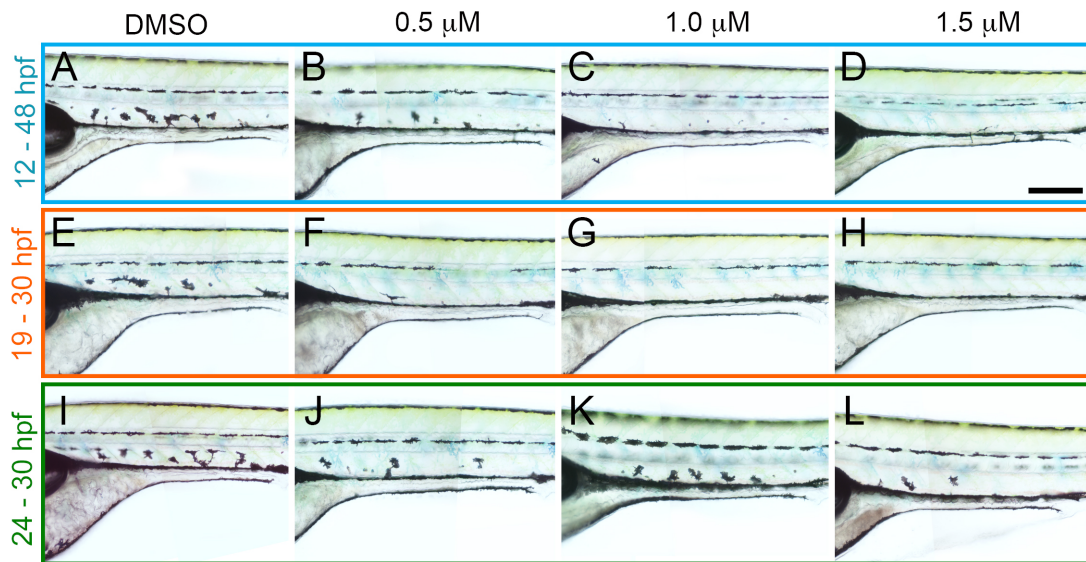 DMSO 0.5 μM 1.0 μM 1.5 μM
12 - 48 hpf
A B C D
19 - 30 hpf
E F G H
24 - 30 hpf
I J K L